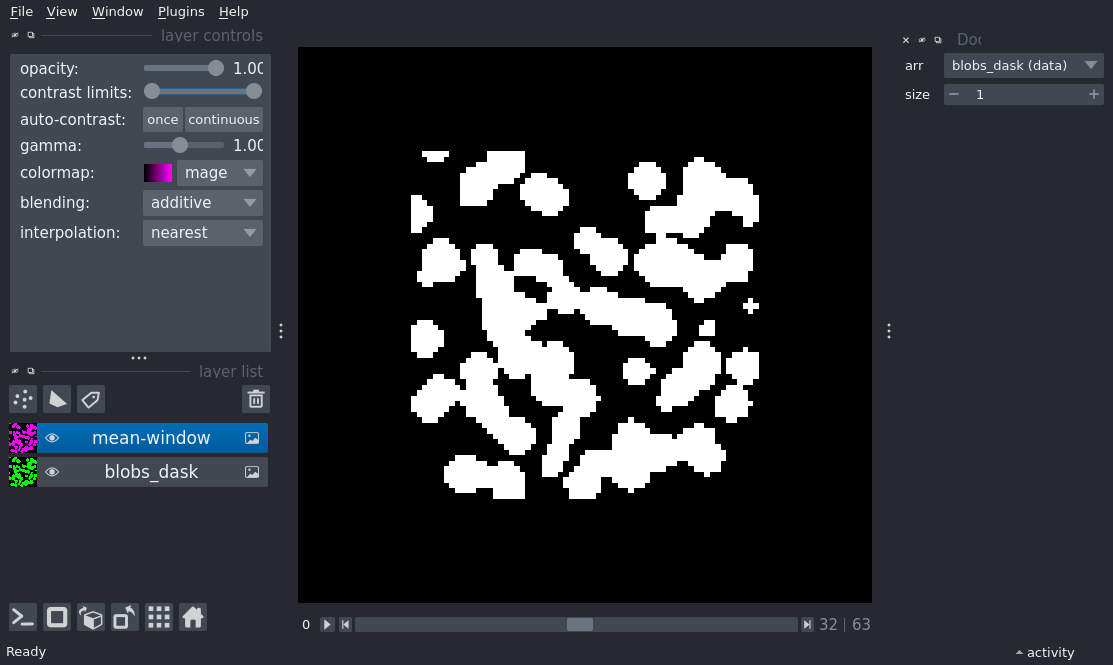 File View Window Plugins Help
layer controls
opacity: 1.00
contrast limits:
auto-contrast: once continuous
gamma: 1.00
colormap: mage
blending: additive
interpolation: nearest
layer list
mean-window
blobs_dask
0 32 | 63
Ready
Doc
arr blobs_dask (data)
size − 1 +
activity